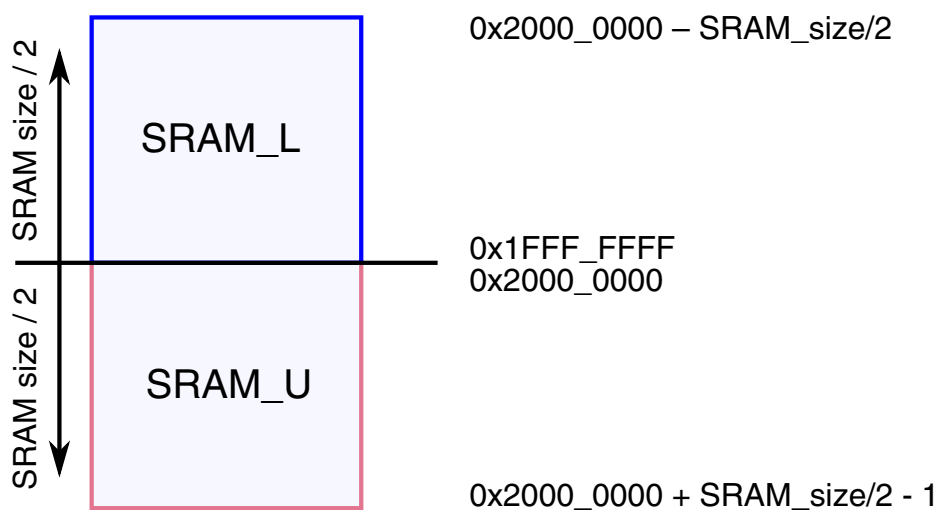 0x2000_0000 – SRAM_size/2
SRAM size / 2
SRAM_L
0x1FFF_FFFF
0x2000_0000
SRAM size / 2
SRAM_U
0x2000_0000 + SRAM_size/2 - 1